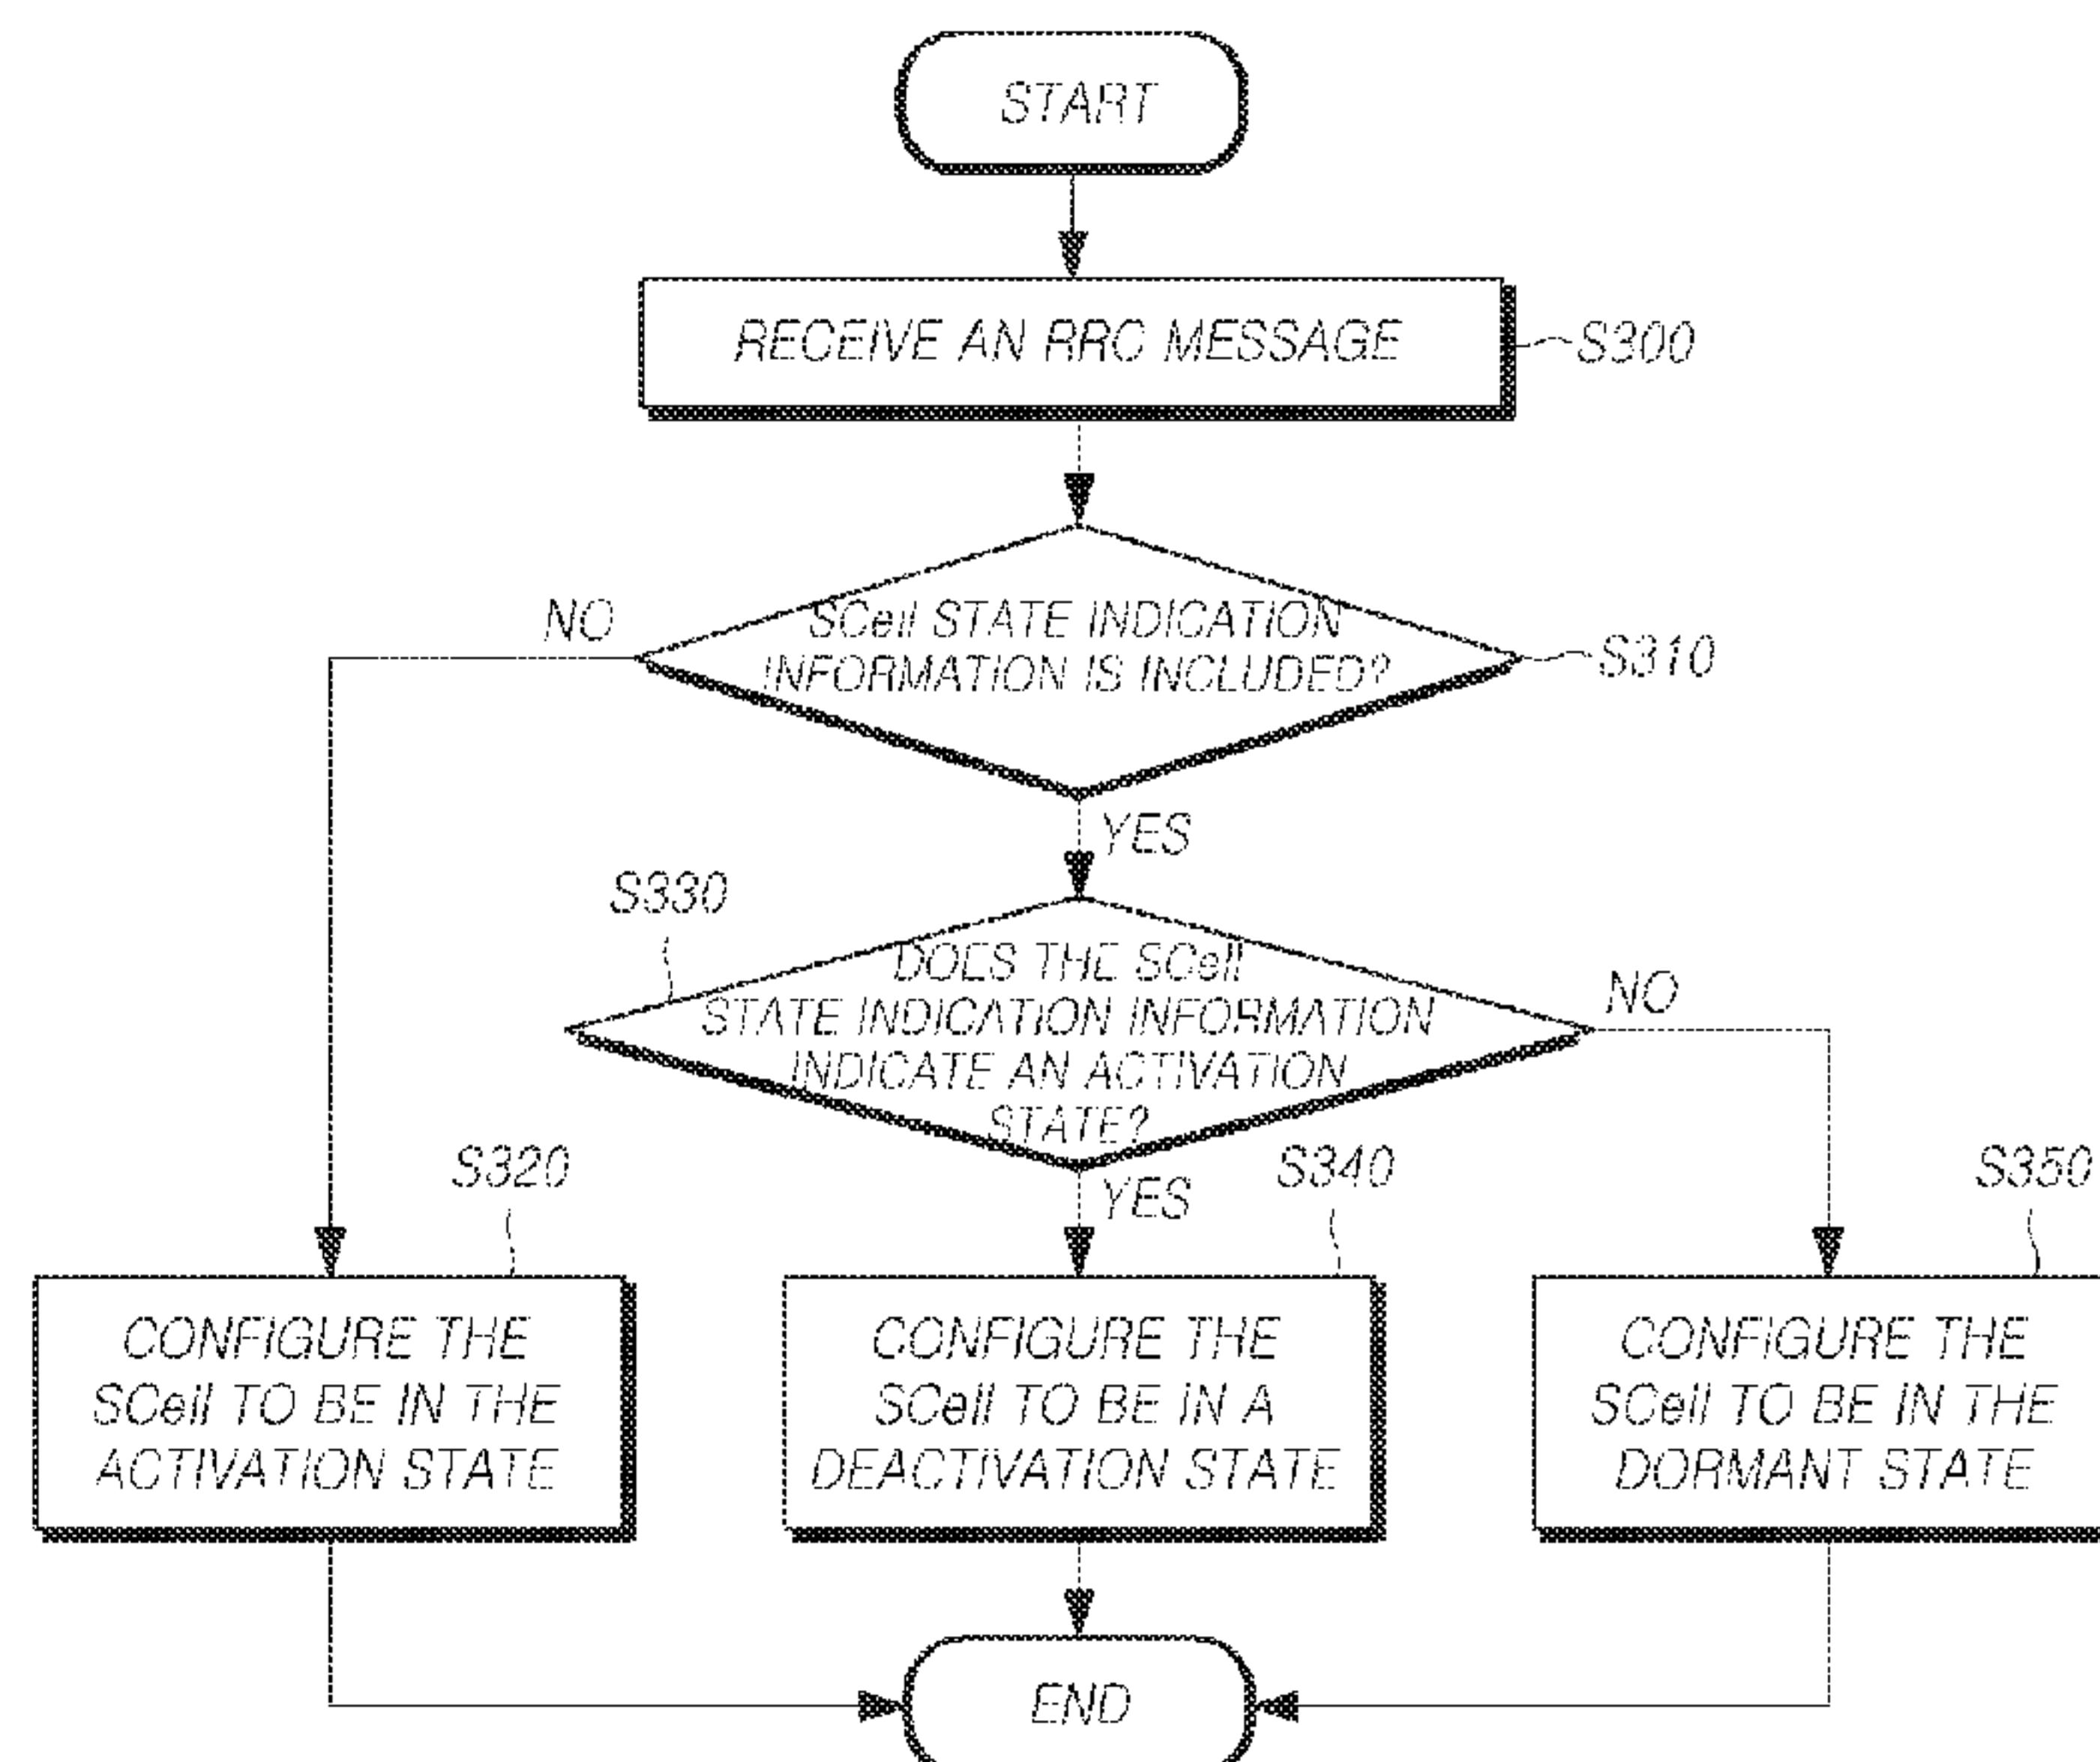 START
RECEIVE AN RRC MESSAGE
S300
NO
SCell STATE INDICATION
INFORMATION IS INCLUDED?
S310
YES
S330
DOES THE SCell
STATE INDICATION INFORMATION
INDICATE AN ACTIVATION
STATE?
NO
S320
YES
S340
S350
CONFIGURE THE
SCell TO BE IN THE
ACTIVATION STATE
CONFIGURE THE
SCell TO BE IN A
DEACTIVATION STATE
CONFIGURE THE
SCell TO BE IN THE
DORMANT STATE
END